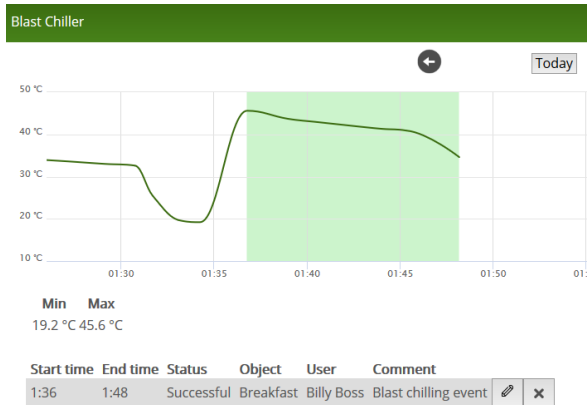 Blast Chiller
Today
50 °C
40 °C
30 °C
20 °C
10 °C
01:30 01:35 01:40 01:45 01:50 01:
Min Max
19.2 °C 45.6 °C
Start time End time Status Object User Comment
1:36 1:48 Successful Breakfast Billy Boss Blast chilling event